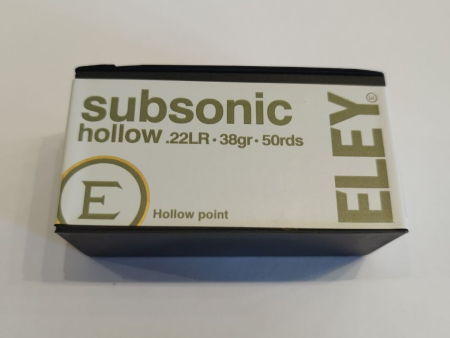 subsonic
hollow .22LR • 38gr • 50rds
E
Hollow point
ELEY